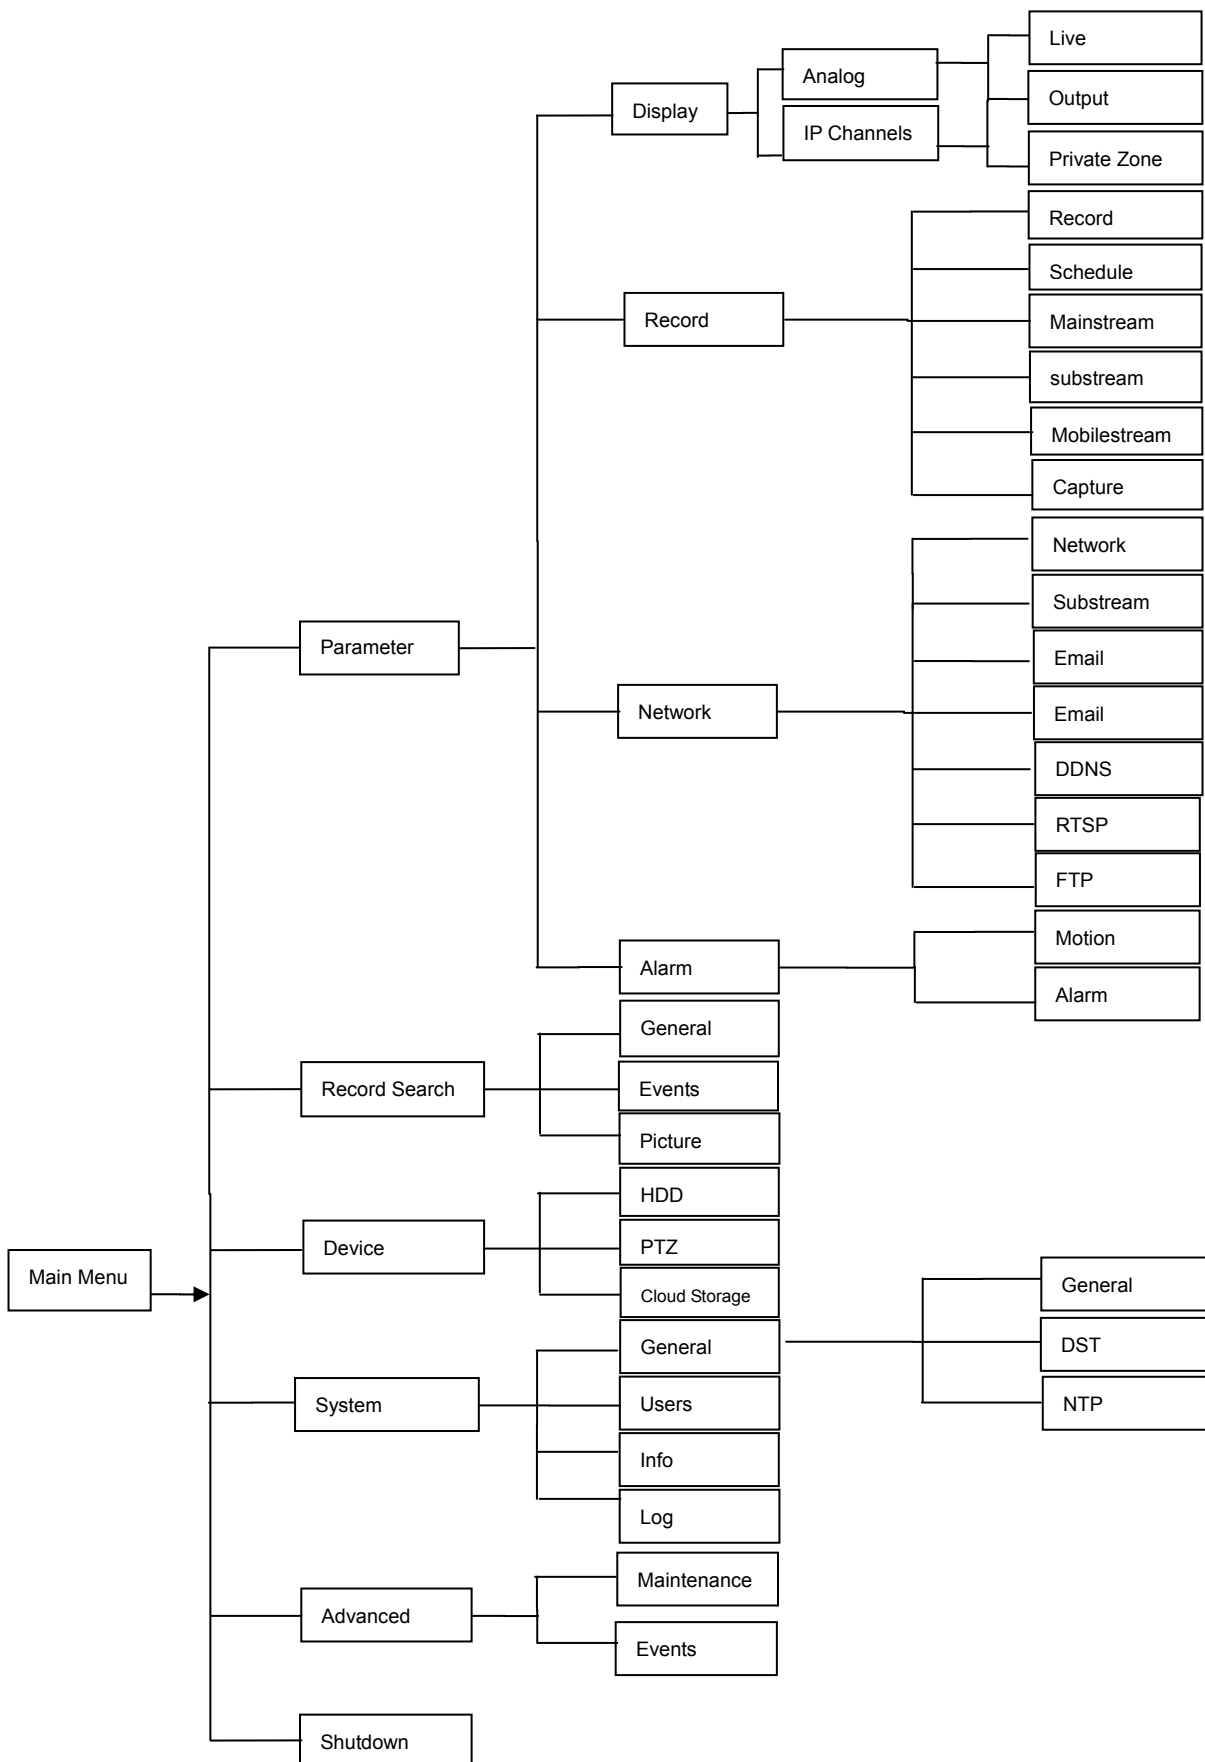 Live
Analog
Output
Display
IP Channels
Private Zone
Record
Schedule
Record
Mainstream
substream
Mobilestream
Capture
Network
Substream
Parameter
Email
Network
Email
DDNS
RTSP
FTP
Motion
Alarm
Alarm
General
Record Search
Events
Picture
HDD
Device
PTZ
Main Menu
Cloud Storage
General
General
DST
System
Users
NTP
Info
Log
Maintenance
Advanced
Events
Shutdown